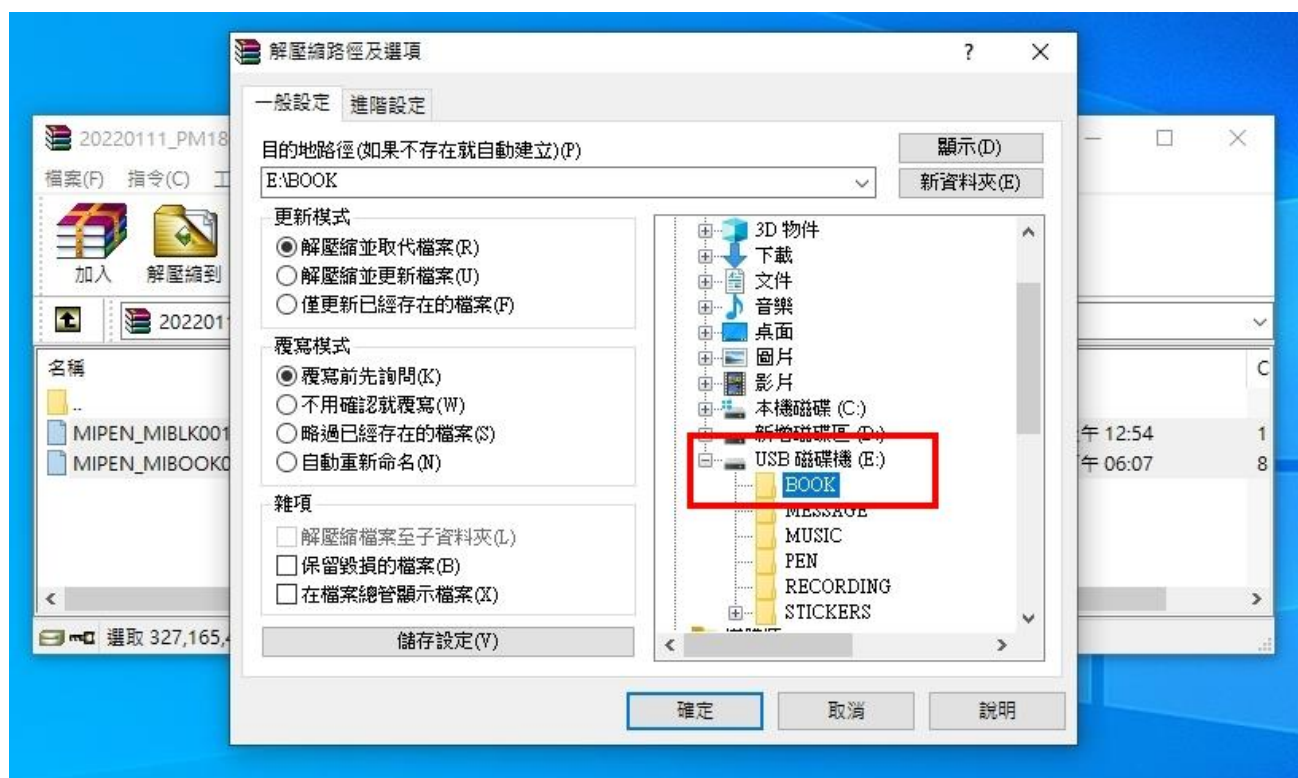 解壓縮路徑及選項
?
一般設定 進階設定
目的地路徑(如果不存在就自動建立)(P)
顯示(D)
E:\BOOK
新資料夾(E)
更新模式
解壓縮並取代檔案(R)
解壓縮並更新檔案(U)
僅更新已經存在的檔案(F)
覆寫模式
覆寫前先詢問(K)
不用確認就覆寫(W)
略過已經存在的檔案(S)
自動重新命名(N)
雜項
解壓縮檔案至子資料夾(L)
保留毀損的檔案(B)
在檔案總管顯示檔案(X)
儲存設定(V)
3D 物件
下載
文件
音樂
桌面
圖片
影片
本機磁碟 (C:)
新增磁碟區 (D:)
USB 磁碟機 (E:)
BOOK
MESSAGE
MUSIC
PEN
RECORDING
STICKERS
確定 取消 說明
20220111_PM18
檔案(F) 指令(C) 工
加入 解壓縮到
202201
名稱 C
..
MIPEN_MIBLK001 午 12:54 1
MIPEN_MIBOOK0 午 06:07 8
選取 327,165,4